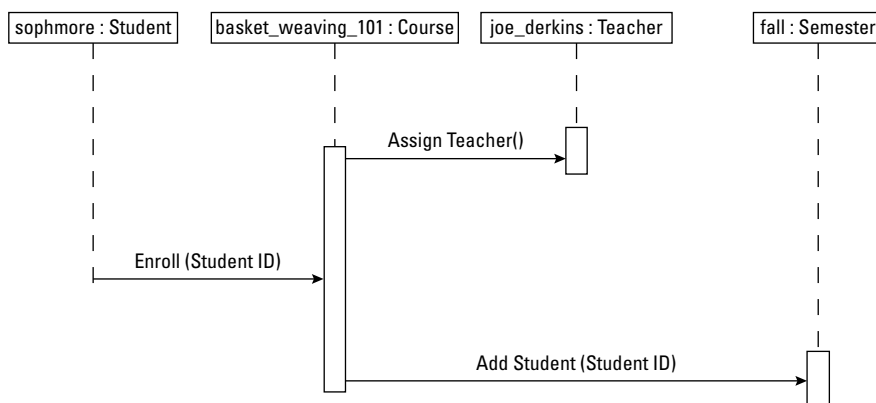 sophmore : Student
basket_weaving_101 : Course
joe_derkins : Teacher
fall : Semester
Assign Teacher()
Enroll (Student ID)
Add Student (Student ID)